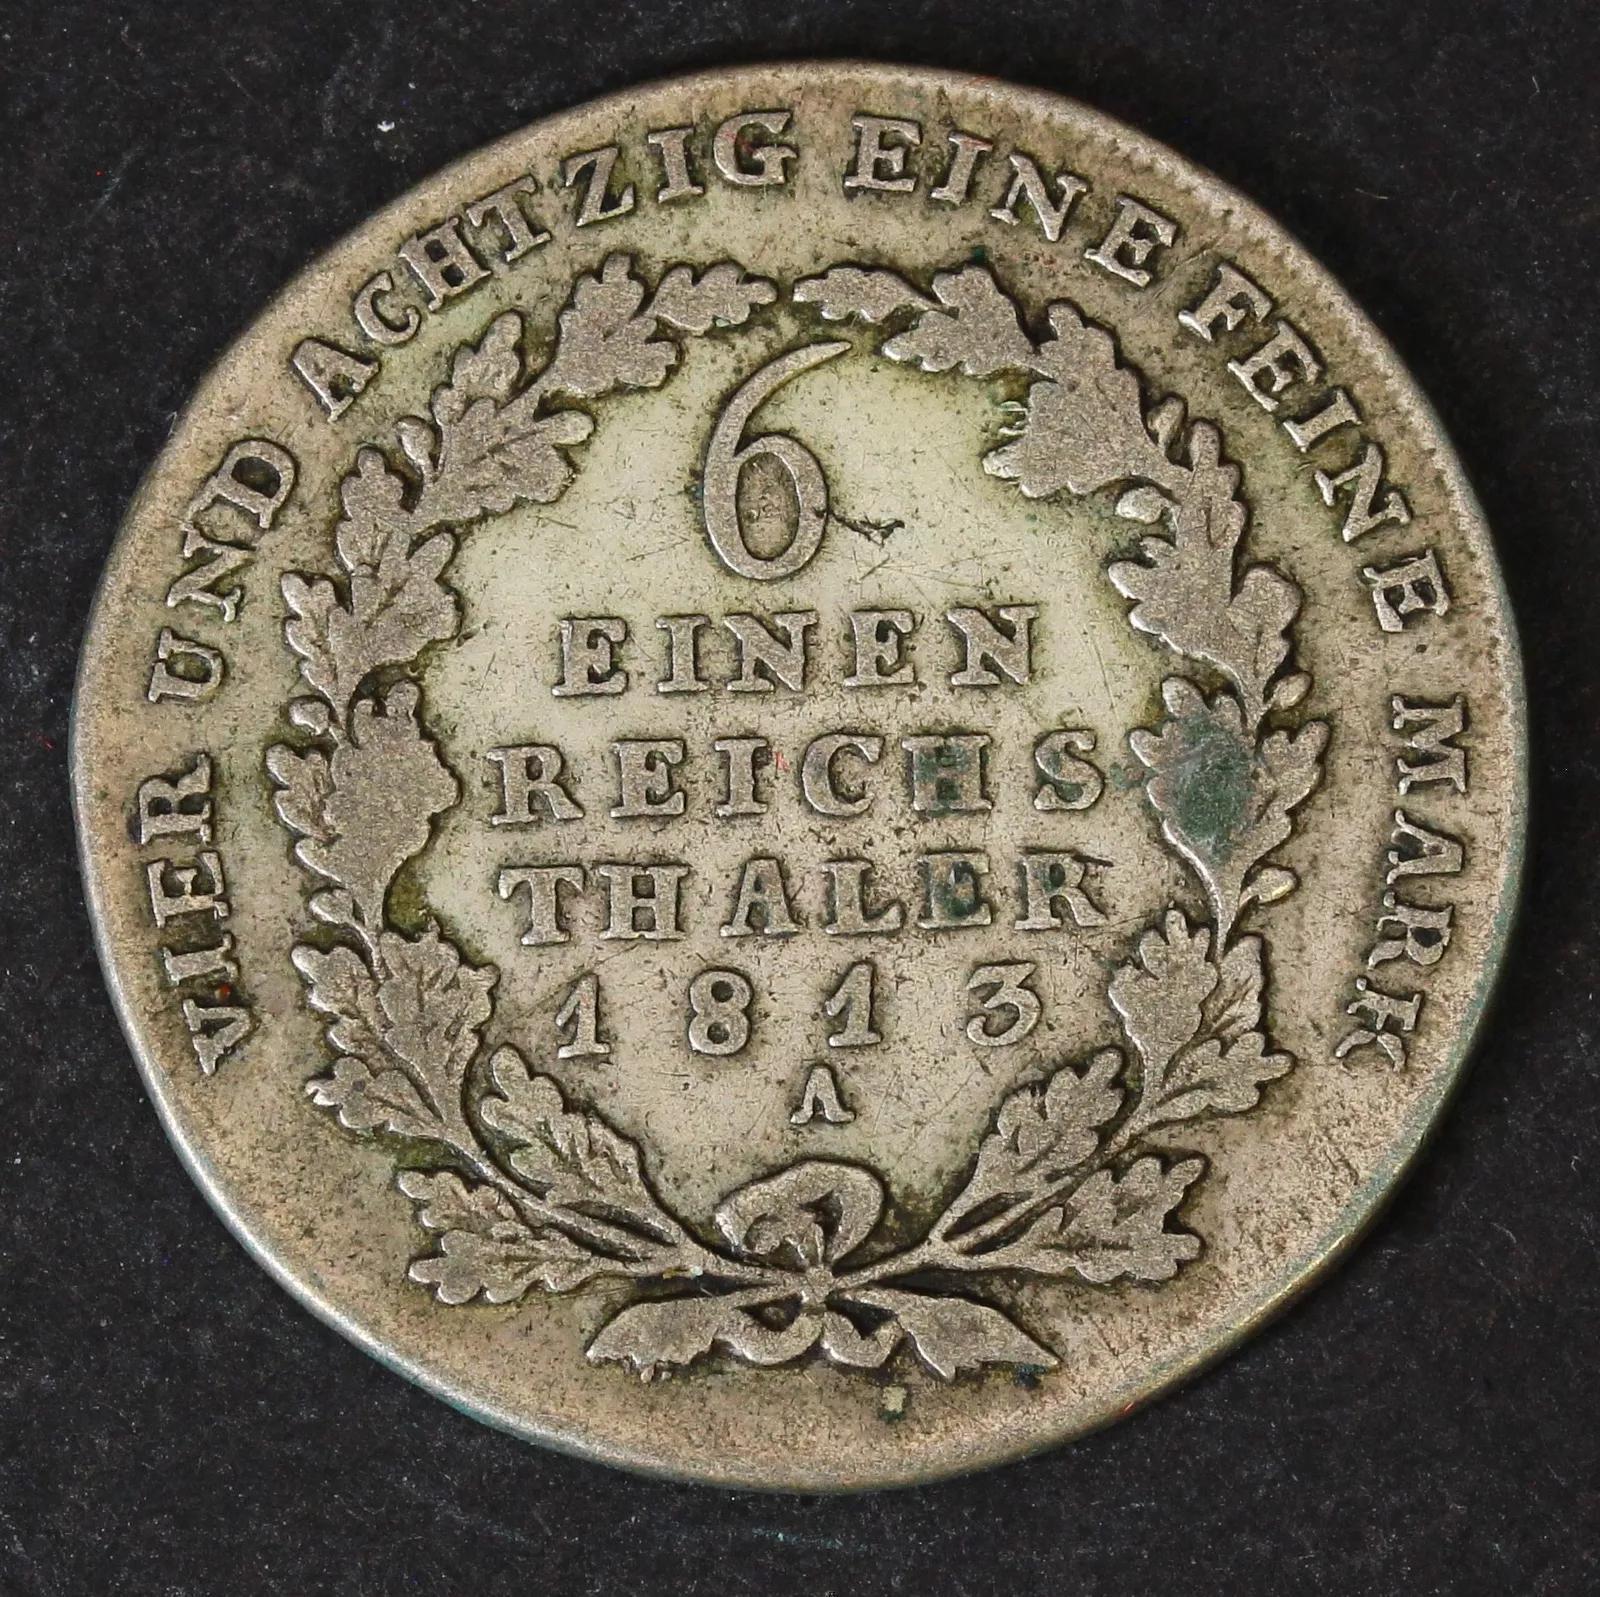 VIER UND ACHTZIG EINE FEINE MARK
6
EINEN
REICHS
THALER
1813
A